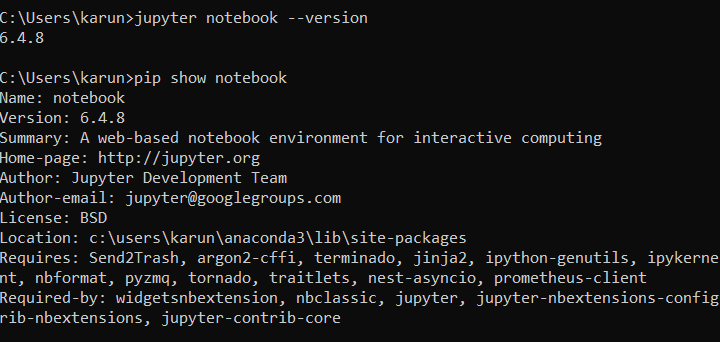 C:\Users\karun>jupyter notebook --version
6.4.8
C:\Users\karun>pip show notebook
Name: notebook
Version: 6.4.8
Summary: A web-based notebook environment for interactive computing
Home-page: http://jupyter.org
Author: Jupyter Development Team
Author-email: jupyter@googlegroups.com
License: BSD
Location: c:\users\karun\anaconda3\lib\site-packages
Requires: Send2Trash, argon2-cffi, terminado, jinja2, ipython-genutils, ipykerne
nt, nbformat, pyzmq, tornado, traitlets, nest-asyncio, prometheus-client
Required-by: widgetsnbextension, nbclassic, jupyter, jupyter-nbextensions-config
rib-nbextensions, jupyter-contrib-core